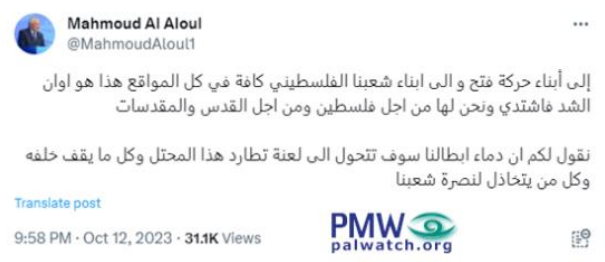 Mahmoud Al Aloul
@MahmoudAloul1
إلى أبناء حركة فتح و الى ابناء شعبنا الفلسطيني كافة في كل المواقع هذا هو اوان
الشد فاشتدي ونحن لها من اجل فلسطين ومن اجل القدس والمقدسات
نقول لكم ان دماء ابطالنا سوف تتحول الى لعنة تطارد هذا المحتل وكل ما يقف خلفه
وكل من يتخاذل لنصرة شعبنا
Translate post
9:58 PM · Oct 12, 2023 · 31.1K Views
PMW
palwatch.org